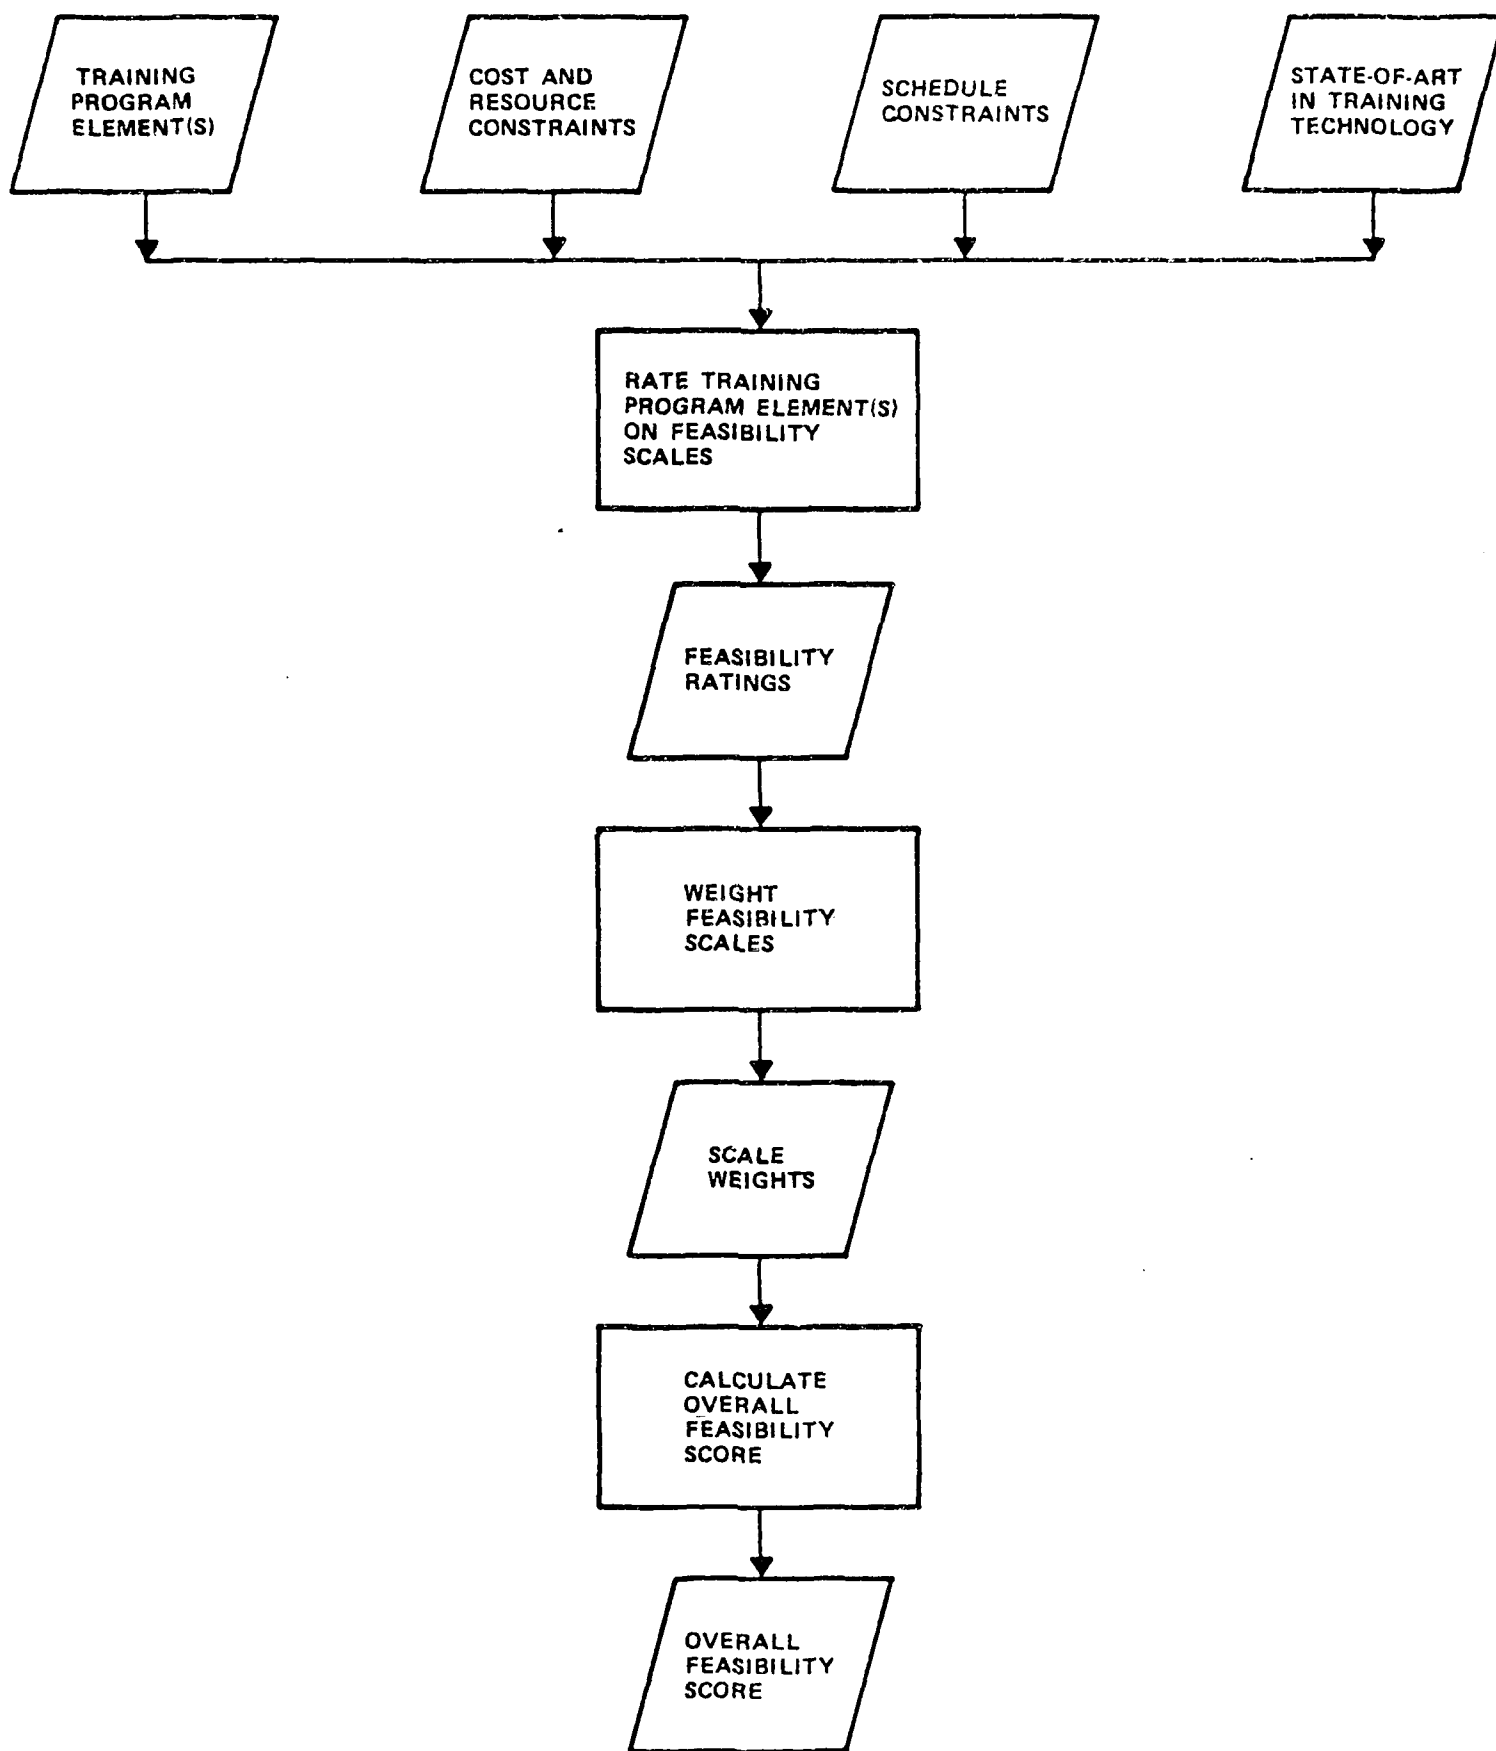 TRAINING
PROGRAM
ELEMENT(S)
COST AND
RESOURCE
CONSTRAINTS
SCHEDULE
CONSTRAINTS
STATE-OF-ART
IN TRAINING
TECHNOLOGY
RATE TRAINING
PROGRAM ELEMENT(S)
ON FEASIBILITY
SCALES
FEASIBILITY
RATINGS
WEIGHT
FEASIBILITY
SCALES
SCALE
WEIGHTS
CALCULATE
OVERALL
FEASIBILITY
SCORE
OVERALL
FEASIBILITY
SCORE